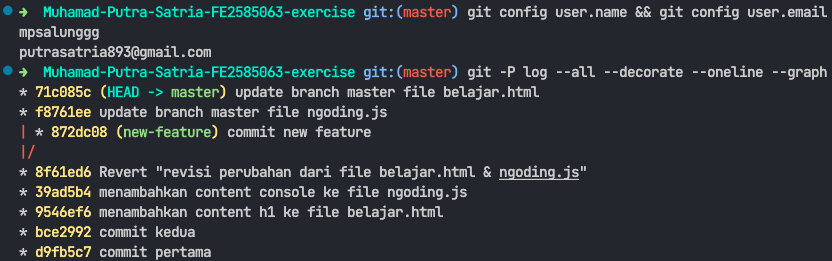 ➜ Muhamad-Putra-Satria-FE2585063-exercise git:(master) git config user.name && git config user.email
mpsalunggg
putrasatria893@gmail.com
➜ Muhamad-Putra-Satria-FE2585063-exercise git:(master) git -P log --all --decorate --oneline --graph
* 71c085c (HEAD -> master) update branch master file belajar.html
* f8761ee update branch master file ngoding.js
| * 872dc08 (new-feature) commit new feature
|/
* 8f61ed6 Revert "revisi perubahan dari file belajar.html & ngoding.js"
* 39ad5b4 menambahkan content console ke file ngoding.js
* 9546ef6 menambahkan content h1 ke file belajar.html
* bce2992 commit kedua
* d9fb5c7 commit pertama